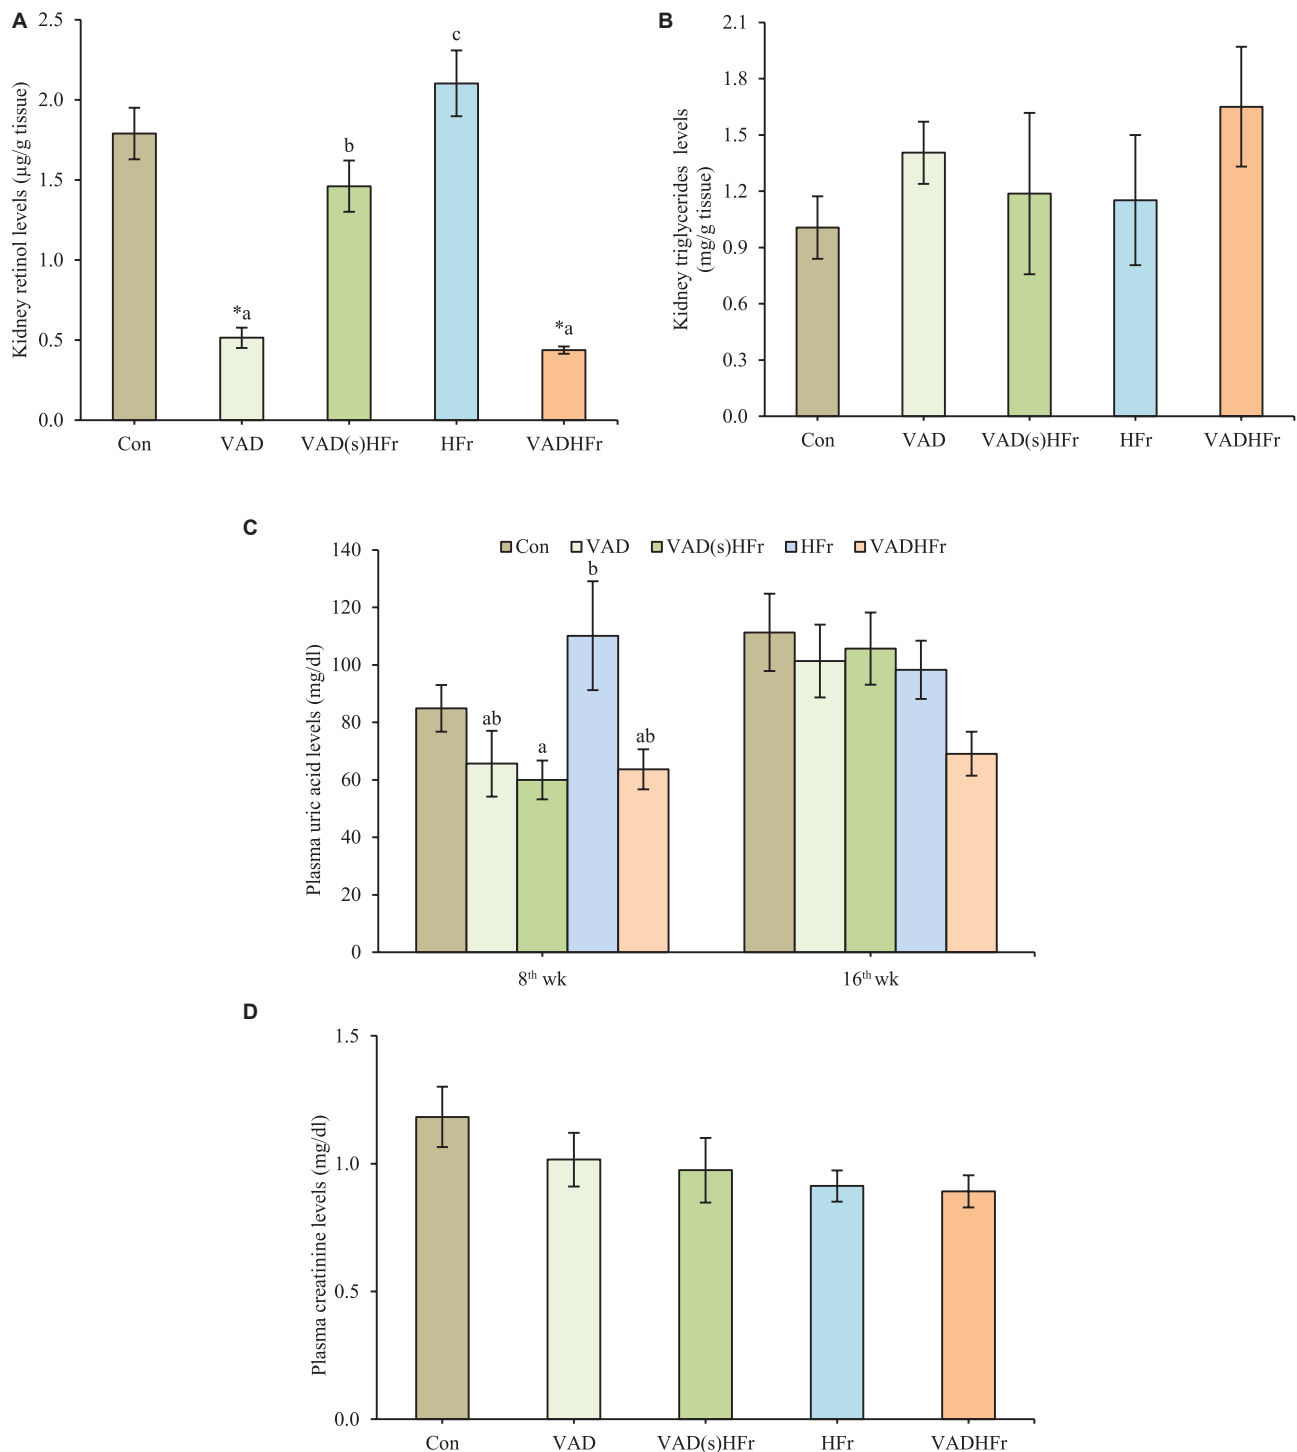 A
2.5
2.0
1.5
1.0
0.5
0.0
Kidney retinol levels (µg/g tissue)
*a
b
c
*a
Con VAD VAD(s)HFr HFr VADHFr
B
2.1
1.8
1.5
1.2
0.9
0.6
0.3
0.0
Kidney triglycerides levels
(mg/g tissue)
Con VAD VAD(s)HFr HFr VADHFr
C
Con VAD VAD(s)HFr HFr VADHFr
140
120
100
80
60
40
20
0
Plasma uric acid levels (mg/dl)
ab
a
b
ab
8th wk 16th wk
D
1.5
1.0
0.5
0.0
Plasma creatinine levels (mg/dl)
Con VAD VAD(s)HFr HFr VADHFr